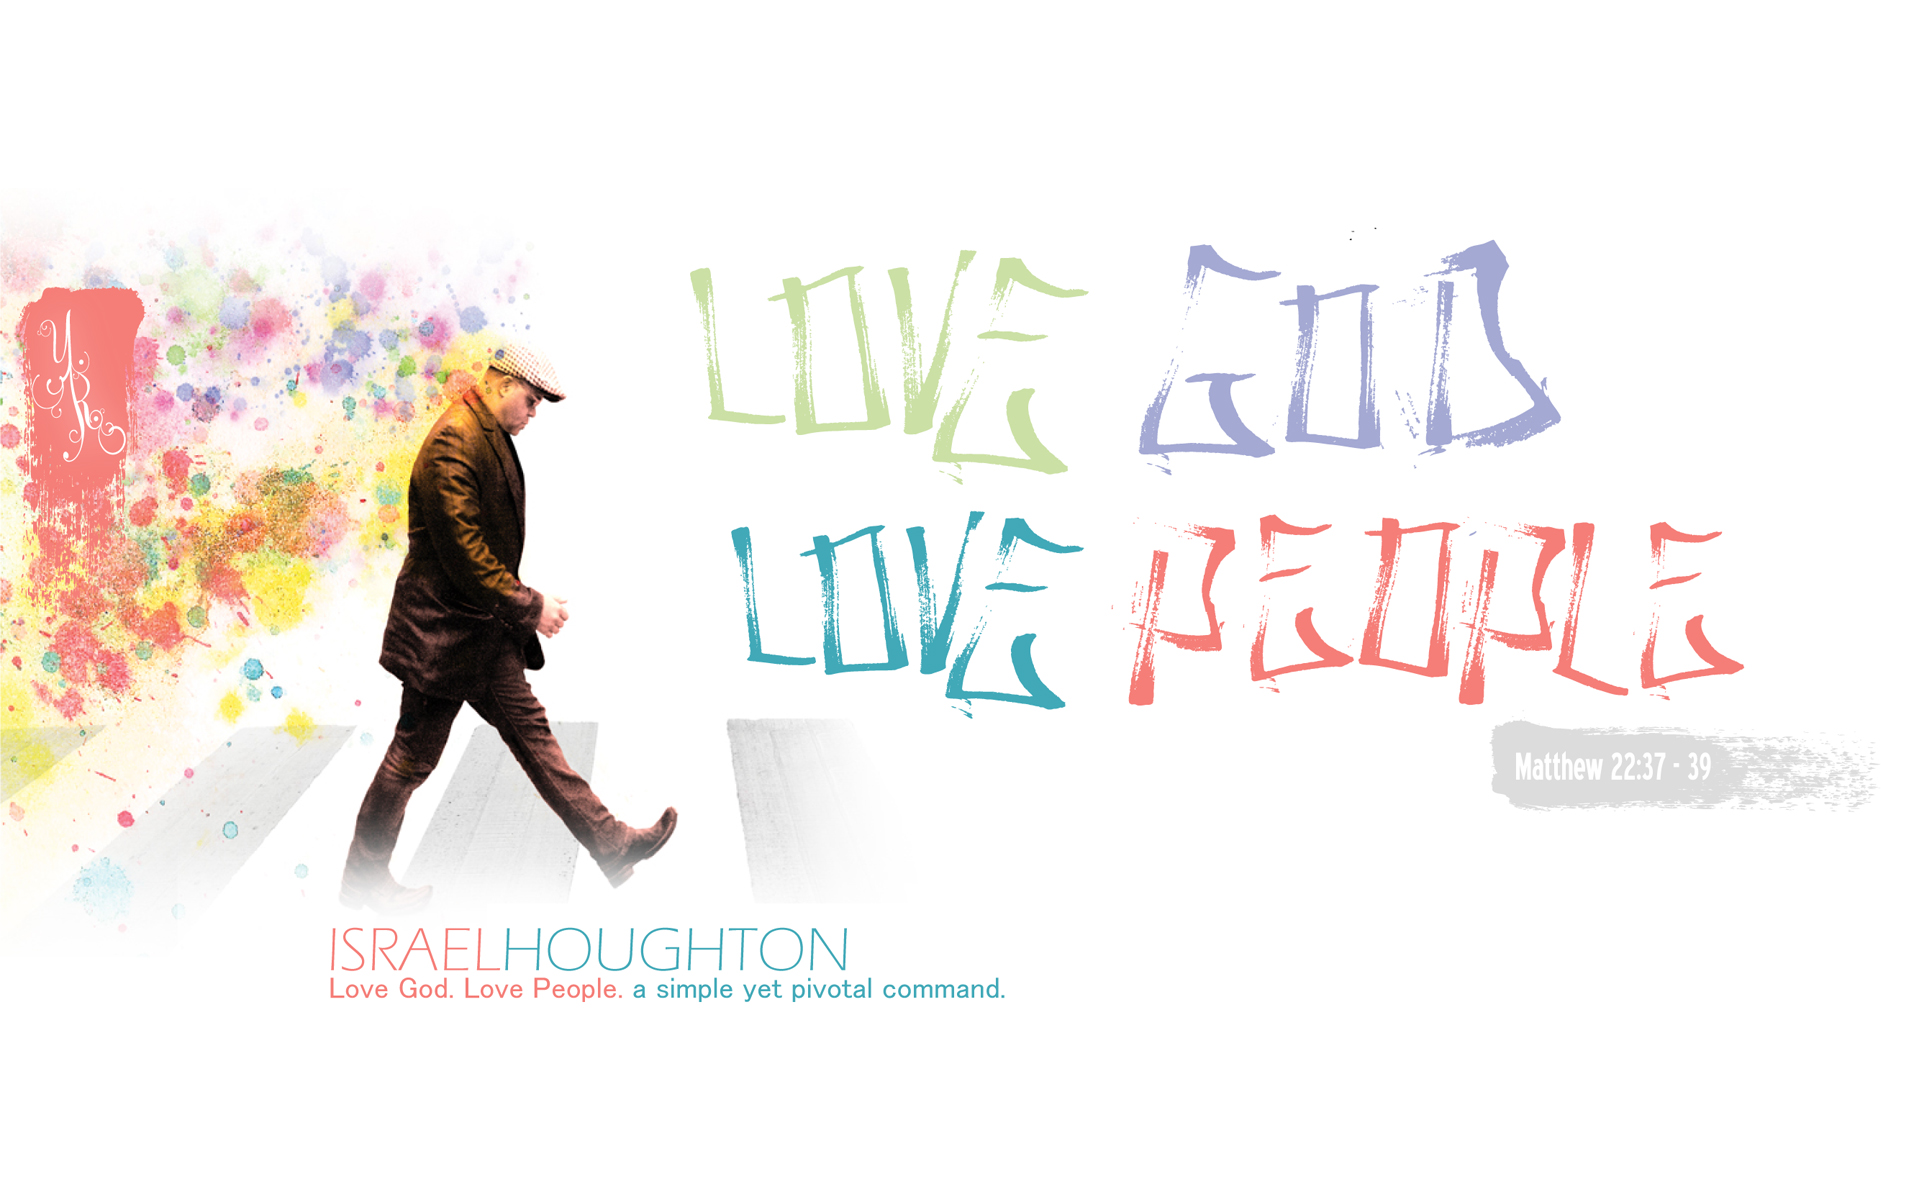 Y.
R
LOVE GOD
LOVE PEOPLE
Matthew 22:37 - 39
ISRAELHOUGHTON
Love God. Love People. a simple yet pivotal command.